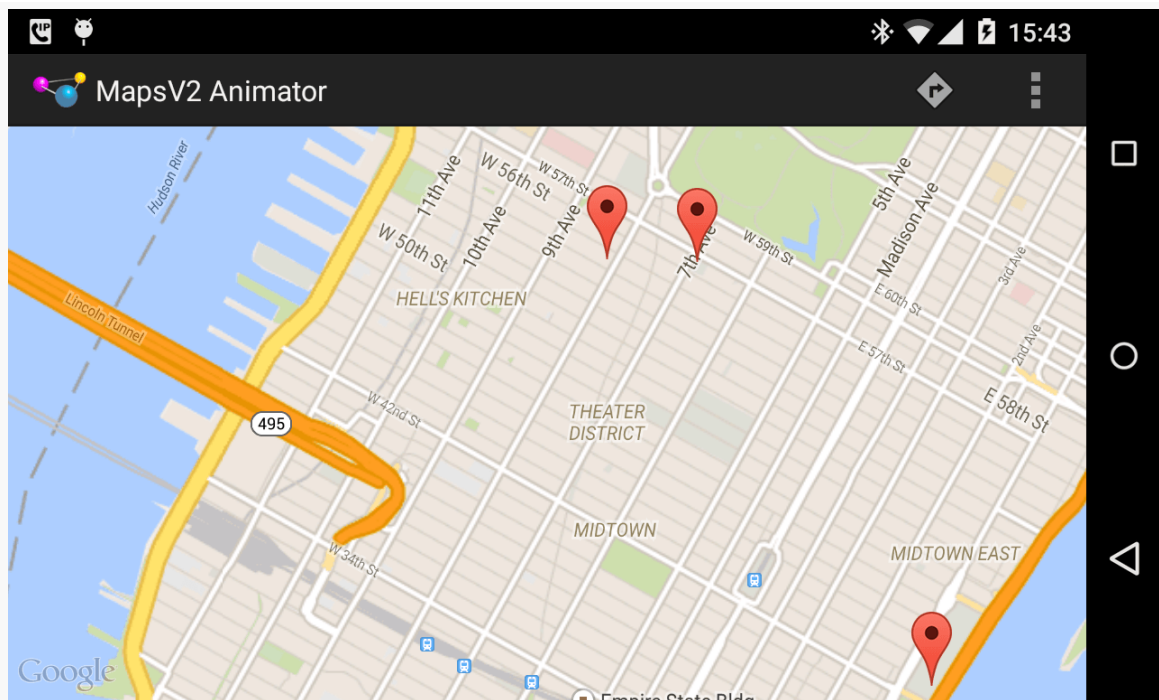 15:43
MapsV2 Animator
Hudson River
11th Ave
W 56th St
W 57th St
5th Ave
Madison Ave
W 50th St
10th Ave
9th Ave
7th Ave
W 59th St
3rd Ave
E 60th St
HELL'S KITCHEN
Lincoln Tunnel
2nd Ave
E 57th St
W 42nd St
E 58th St
THEATER
DISTRICT
495
MIDTOWN
W 34th St
MIDTOWN EAST
Google
Empire State Bldg